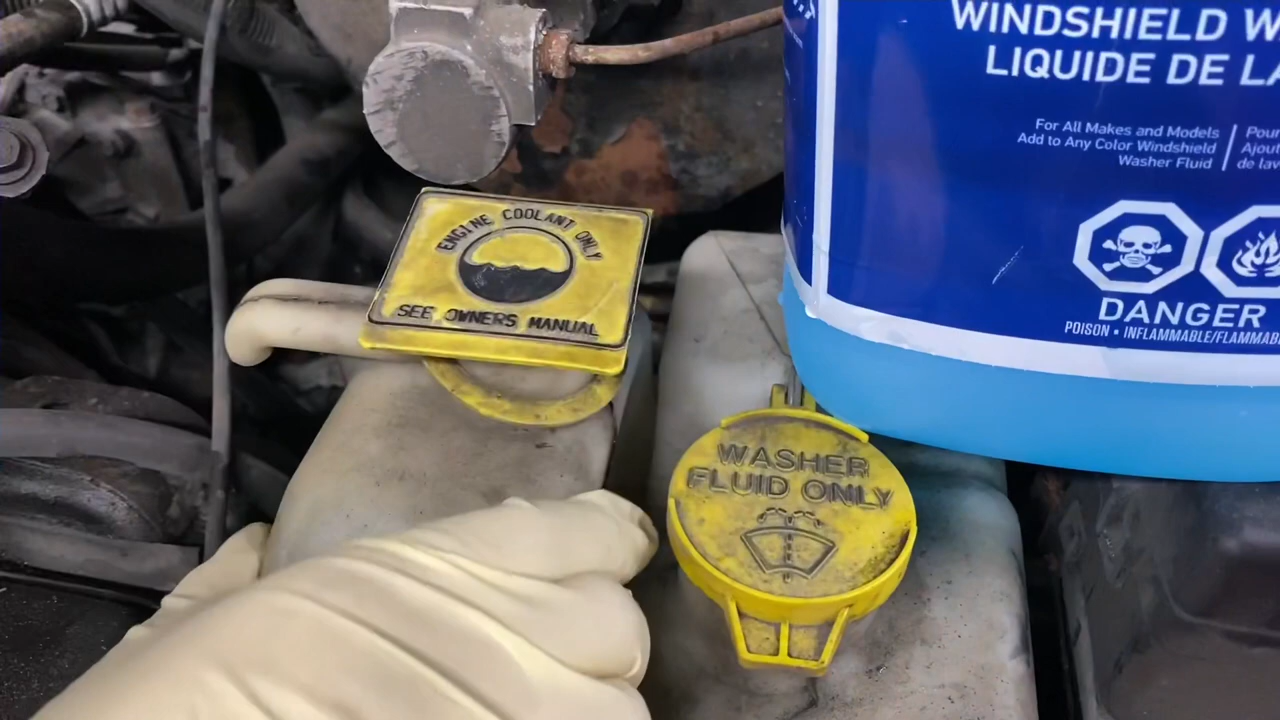 ENGINE COOLANT ONLY
SEE OWNERS MANUAL
WASHER
FLUID ONLY
WINDSHIELD W
LIQUIDE DE LA
For All Makes and Models
Add to Any Color Windshield
Washer Fluid
Pour
Ajout
de lav
DANGER
POISON • INFLAMMABLE/FLAMMAB